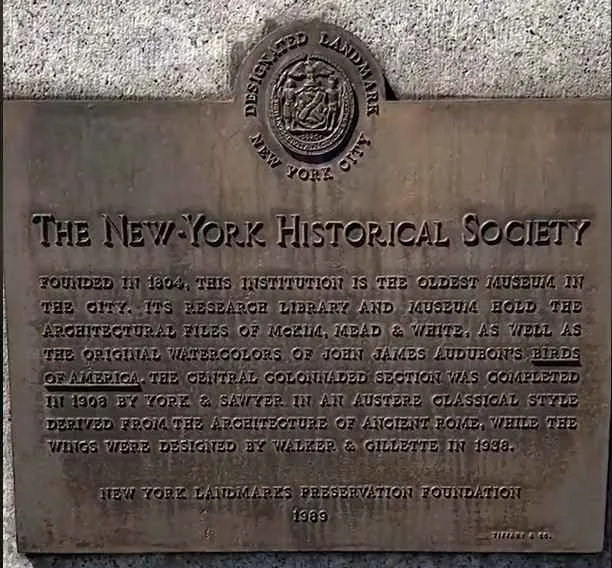 DESIGNATED LANDMARK
NEW YORK CITY
THE NEW-YORK HISTORICAL SOCIETY
FOUNDED IN 1804, THIS INSTITUTION IS THE OLDEST MUSEUM IN
THE CITY. ITS RESEARCH LIBRARY AND MUSEUM HOLD THE
ARCHITECTURAL FILES OF MCKIM, MEAD & WHITE, AS WELL AS
THE ORIGINAL WATERCOLORS OF JOHN JAMES AUDUBON'S BIRDS
OF AMERICA. THE CENTRAL COLONNADED SECTION WAS COMPLETED
IN 1908 BY YORK & SAWYER IN AN AUSTERE CLASSICAL STYLE
DERIVED FROM THE ARCHITECTURE OF ANCIENT ROME, WHILE THE
WINGS WERE DESIGNED BY WALKER & GILLETTE IN 1938.
NEW YORK LANDMARKS PRESERVATION FOUNDATION
1989
TIFFANY & CO.